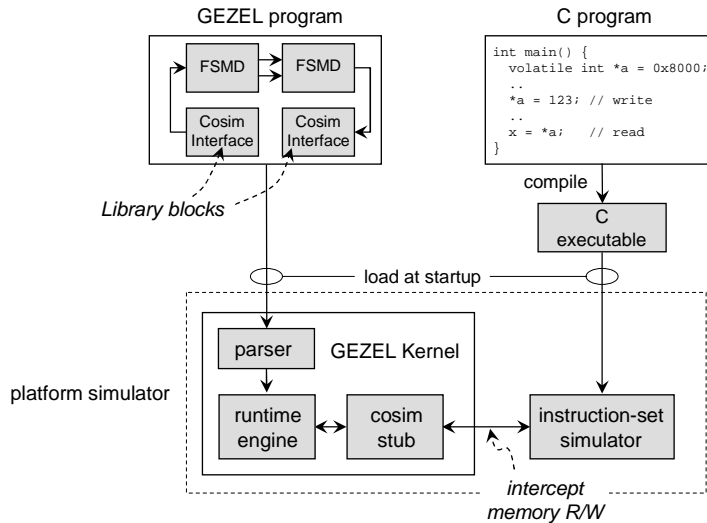 GEZEL program
FSMD
FSMD
Cosim
Interface
Cosim
Interface
Library blocks
C program
int main() {
volatile int *a = 0x8000;
..
*a = 123; // write
..
x = *a;   // read
}
compile
C
executable
load at startup
platform simulator
parser
GEZEL Kernel
runtime
engine
cosim
stub
instruction-set
simulator
intercept
memory R/W